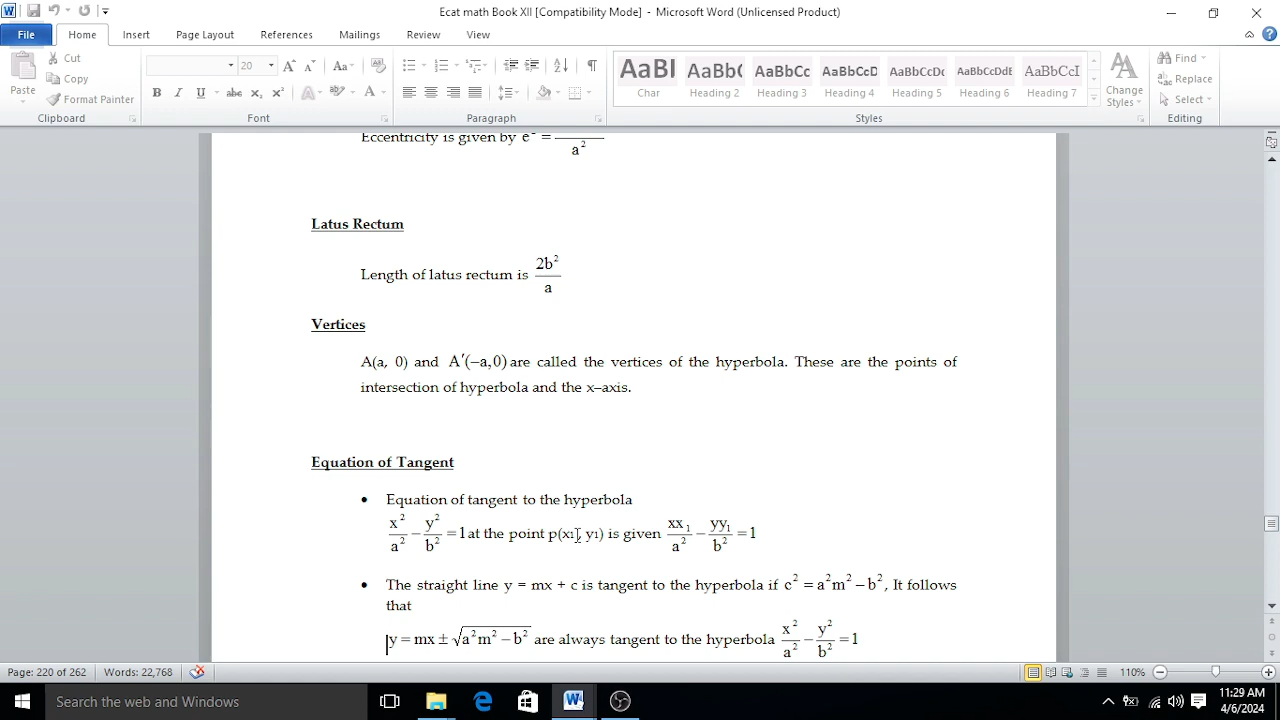 Ecat math Book XII [Compatibility Mode] - Microsoft Word (Unlicensed Product)
File Home Insert Page Layout References Mailings Review View
Paste
Cut
Copy
Format Painter
Clipboard
20
Font
Paragraph
AaBl AaBb( AaBbCc AaBbCcD AaBbCcDc AaBbCcDdE AaBbCcI
Char Heading 2 Heading 3 Heading 4 Heading 5 Heading 6 Heading 7
Styles
Change Styles
Find
Replace
Select
Editing
Eccentricity is given by e² = a²
Latus Rectum
Length of latus rectum is 2b²/a
Vertices
A(a, 0) and A′(−a,0) are called the vertices of the hyperbola. These are the points of
intersection of hyperbola and the x–axis.
Equation of Tangent
• Equation of tangent to the hyperbola
x²/a² − y²/b² = 1 at the point p(x₁, y₁) is given xx₁/a² − yy₁/b² = 1
• The straight line y = mx + c is tangent to the hyperbola if c² = a²m² − b², It follows
that
y = mx ± √(a²m² − b²) are always tangent to the hyperbola x²/a² − y²/b² = 1
Page: 220 of 262 Words: 22,768 110%
Search the web and Windows
11:29 AM
4/6/2024